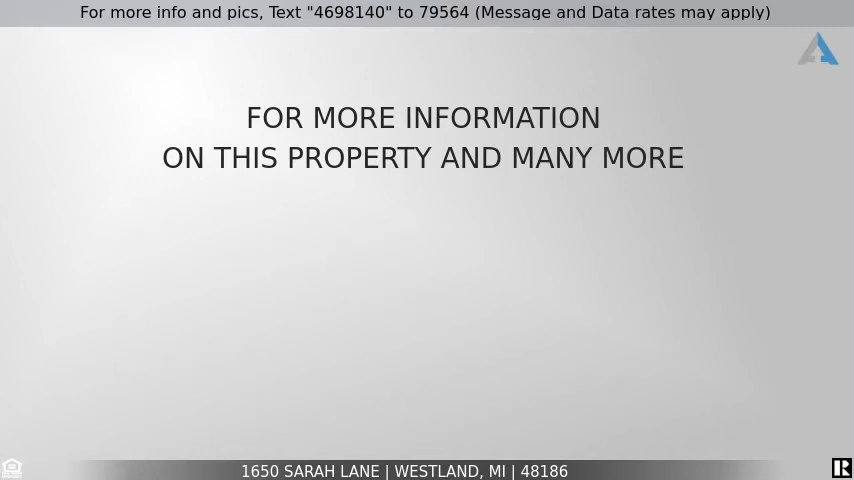 For more info and pics, Text "4698140" to 79564 (Message and Data rates may apply)
FOR MORE INFORMATION
ON THIS PROPERTY AND MANY MORE
1650 SARAH LANE | WESTLAND, MI | 48186